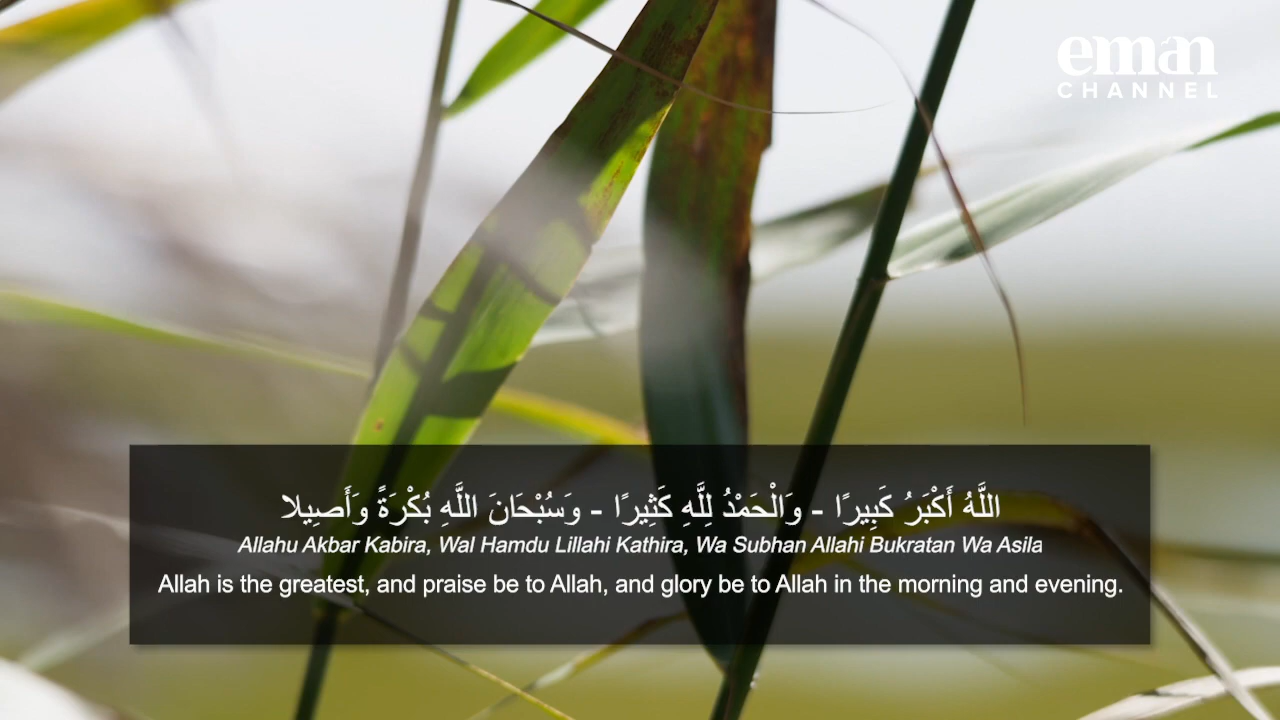 eman
CHANNEL
اللَّهُ أَكْبَرُ كَبِيرًا - وَالْحَمْدُ لِلَّهِ كَثِيرًا - وَسُبْحَانَ اللَّهِ بُكْرَةً وَأَصِيلا
Allahu Akbar Kabira, Wal Hamdu Lillahi Kathira, Wa Subhan Allahi Bukratan Wa Asila
Allah is the greatest, and praise be to Allah, and glory be to Allah in the morning and evening.